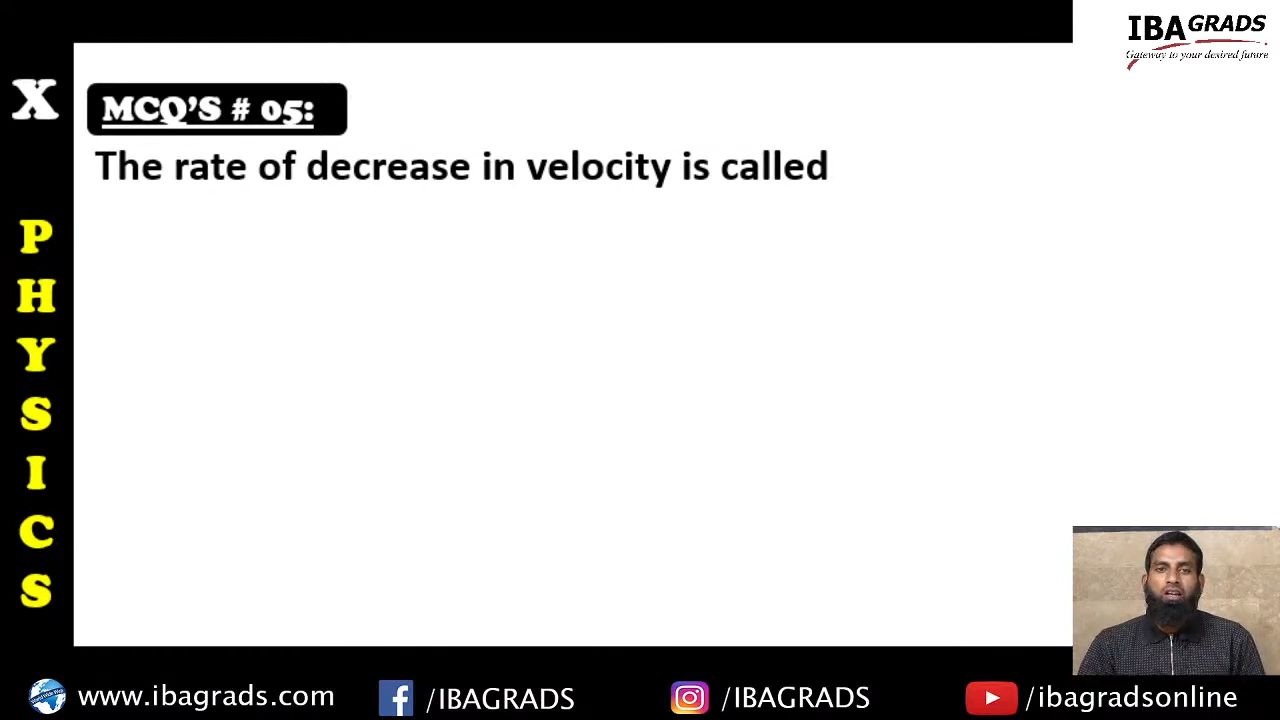 IBA GRADS
Gateway to your desired future
X
PHYSICS
MCQ'S # 05:
The rate of decrease in velocity is called
www.ibagrads.com
/IBAGRADS
/IBAGRADS
/ibagradsonline